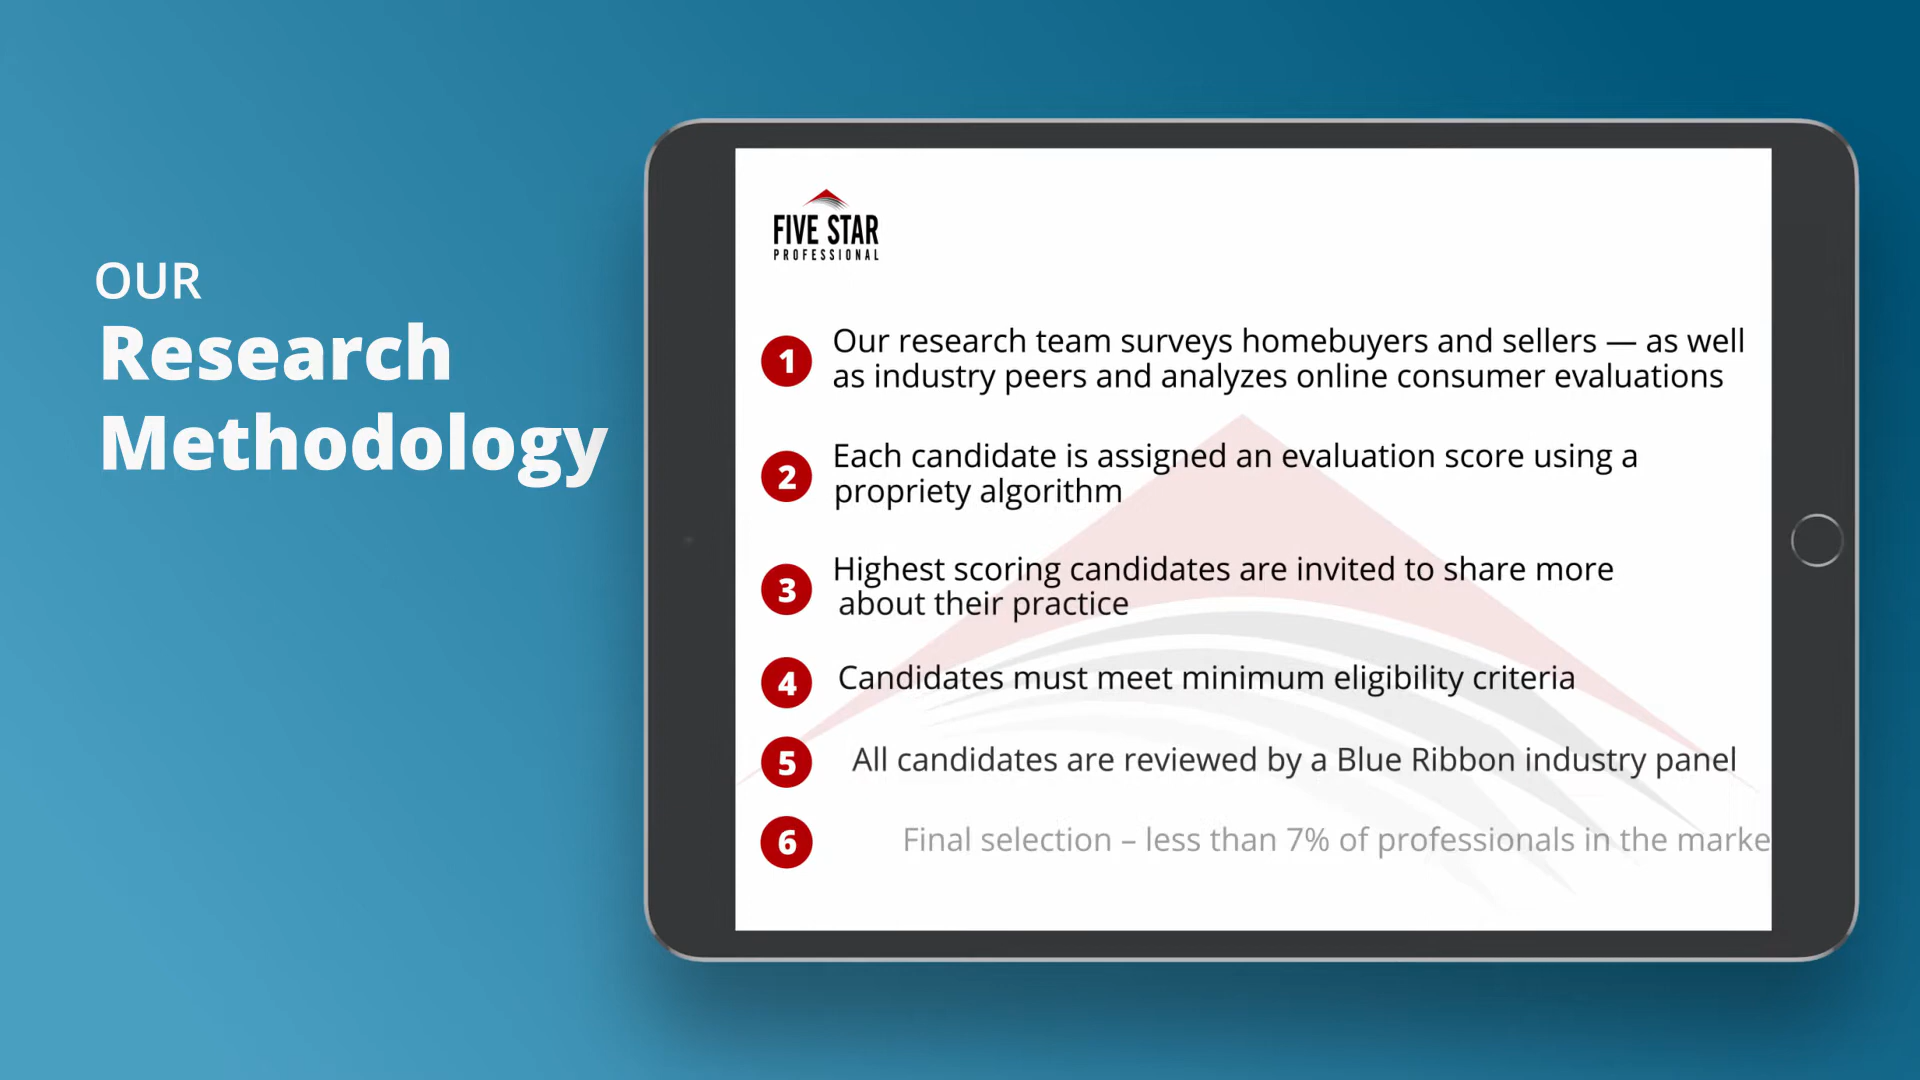 OUR
Research
Methodology
FIVE STAR
PROFESSIONAL
1 Our research team surveys homebuyers and sellers — as well
as industry peers and analyzes online consumer evaluations
2 Each candidate is assigned an evaluation score using a
propriety algorithm
3 Highest scoring candidates are invited to share more
about their practice
4 Candidates must meet minimum eligibility criteria
5 All candidates are reviewed by a Blue Ribbon industry panel
6 Final selection – less than 7% of professionals in the marke